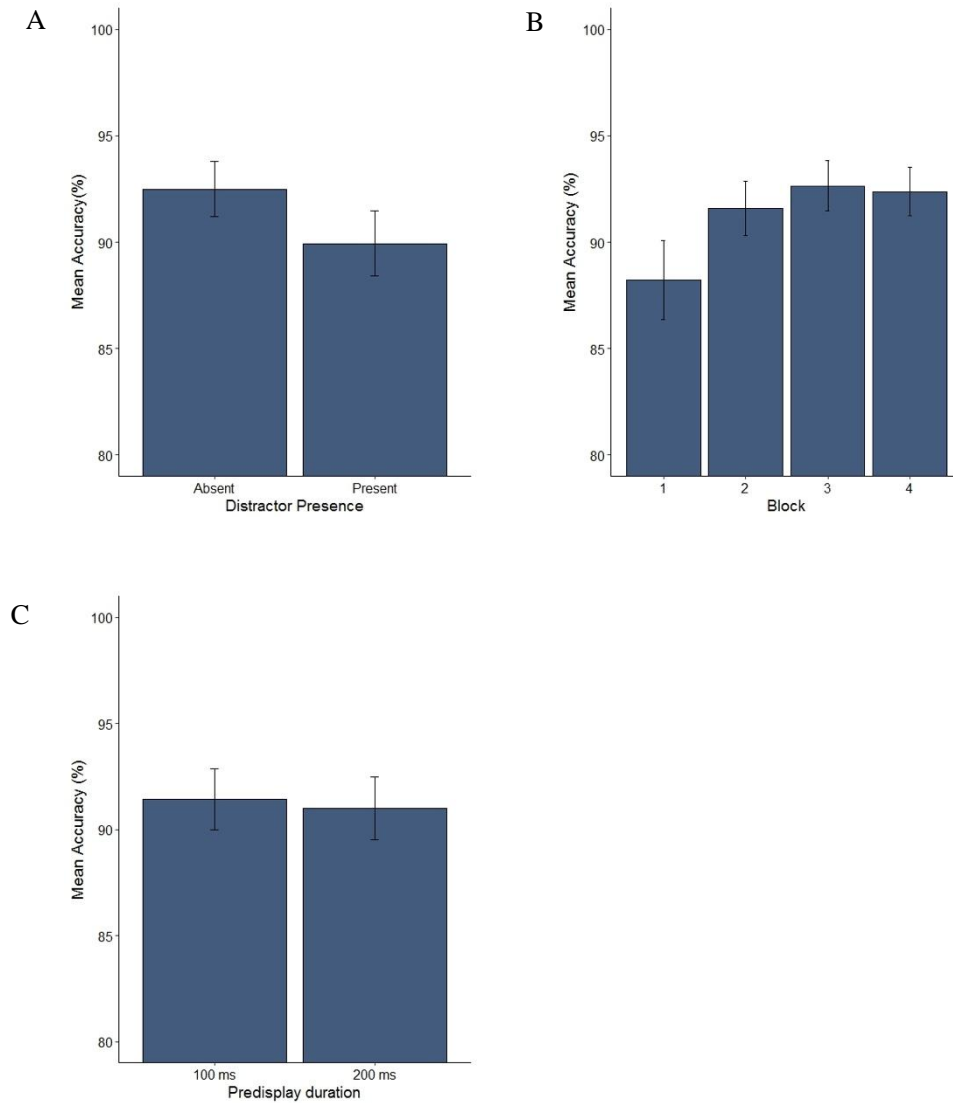 A
Mean Accuracy(%)
100
95
90
85
80
Absent Present
Distractor Presence
B
Mean Accuracy (%)
100
95
90
85
80
1 2 3 4
Block
C
Mean Accuracy (%)
100
95
90
85
80
100 ms 200 ms
Predisplay duration